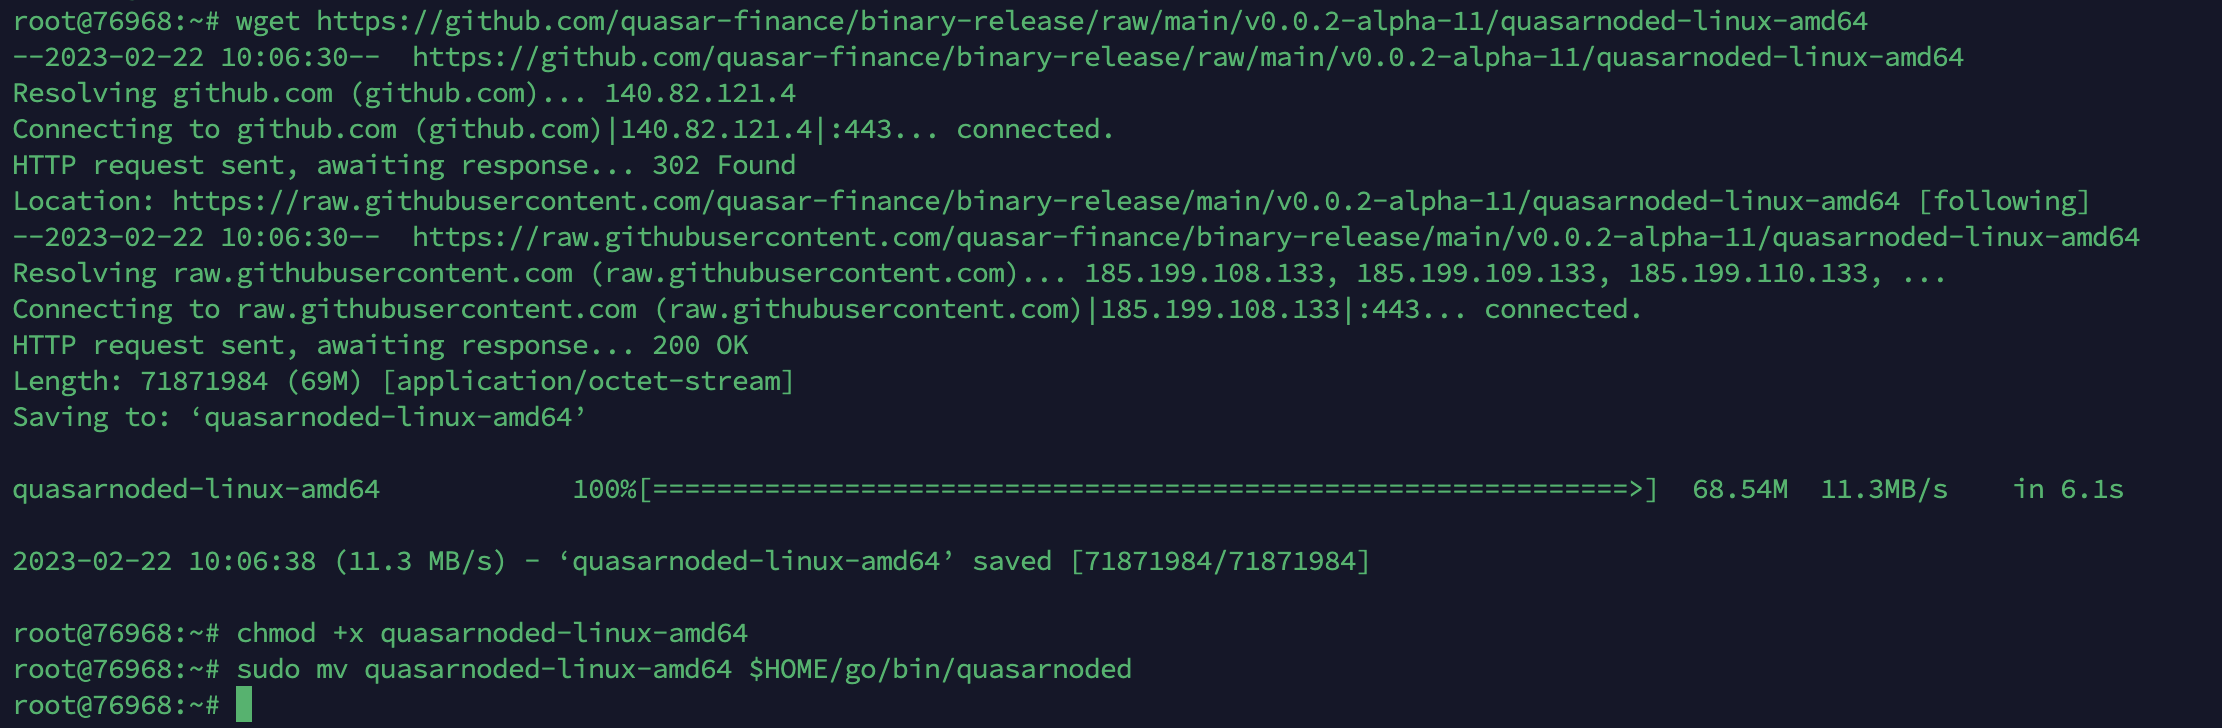 root@76968:~# wget https://github.com/quasar-finance/binary-release/raw/main/v0.0.2-alpha-11/quasarnoded-linux-amd64
--2023-02-22 10:06:30--  https://github.com/quasar-finance/binary-release/raw/main/v0.0.2-alpha-11/quasarnoded-linux-amd64
Resolving github.com (github.com)... 140.82.121.4
Connecting to github.com (github.com)|140.82.121.4|:443... connected.
HTTP request sent, awaiting response... 302 Found
Location: https://raw.githubusercontent.com/quasar-finance/binary-release/main/v0.0.2-alpha-11/quasarnoded-linux-amd64 [following]
--2023-02-22 10:06:30--  https://raw.githubusercontent.com/quasar-finance/binary-release/main/v0.0.2-alpha-11/quasarnoded-linux-amd64
Resolving raw.githubusercontent.com (raw.githubusercontent.com)... 185.199.108.133, 185.199.109.133, 185.199.110.133, ...
Connecting to raw.githubusercontent.com (raw.githubusercontent.com)|185.199.108.133|:443... connected.
HTTP request sent, awaiting response... 200 OK
Length: 71871984 (69M) [application/octet-stream]
Saving to: ‘quasarnoded-linux-amd64’
quasarnoded-linux-amd64            100%[=============================================================>]  68.54M  11.3MB/s    in 6.1s
2023-02-22 10:06:38 (11.3 MB/s) - ‘quasarnoded-linux-amd64’ saved [71871984/71871984]
root@76968:~# chmod +x quasarnoded-linux-amd64
root@76968:~# sudo mv quasarnoded-linux-amd64 $HOME/go/bin/quasarnoded
root@76968:~#